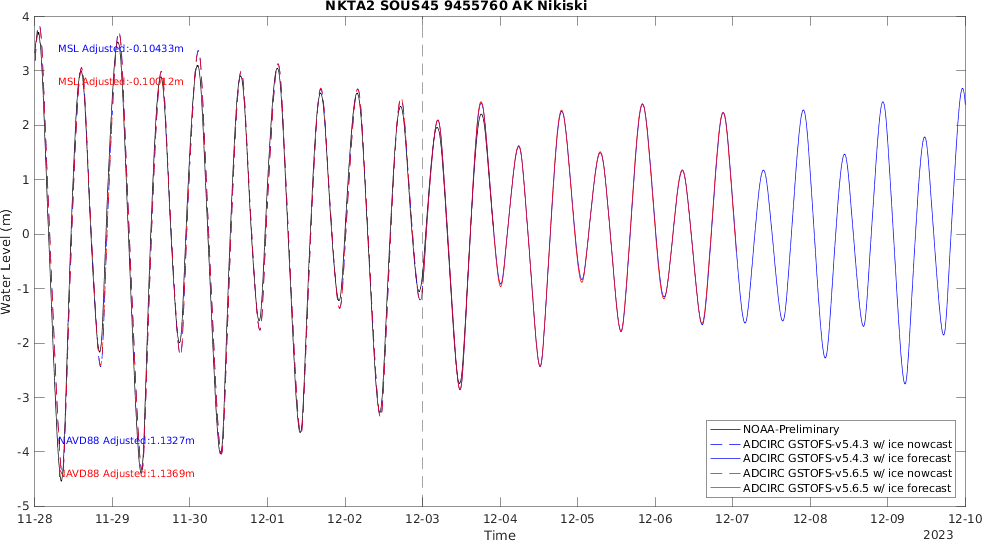 NKTA2 SOUS45 9455760 AK Nikiski
4
3
2
1
0
-1
-2
-3
-4
-5
Water Level (m)
MSL Adjusted:-0.10433m
MSL Adjusted:-0.10012m
NAVD88 Adjusted:1.1327m
NAVD88 Adjusted:1.1369m
NOAA-Preliminary
ADCIRC GSTOFS-v5.4.3 w/ ice nowcast
ADCIRC GSTOFS-v5.4.3 w/ ice forecast
ADCIRC GSTOFS-v5.6.5 w/ ice nowcast
ADCIRC GSTOFS-v5.6.5 w/ ice forecast
11-28 11-29 11-30 12-01 12-02 12-03 12-04 12-05 12-06 12-07 12-08 12-09 12-10
Time
2023